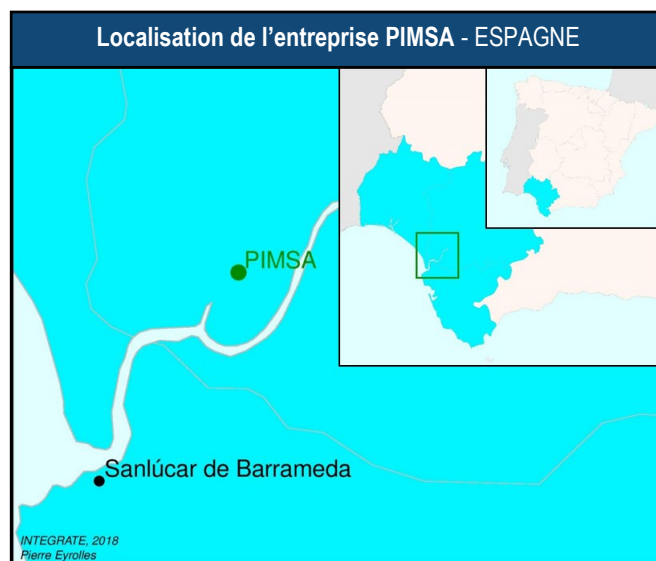 Localisation de l’entreprise PIMSA - ESPAGNE
PIMSA
Sanlúcar de Barrameda
INTEGRATE, 2018
Pierre Eyrolles